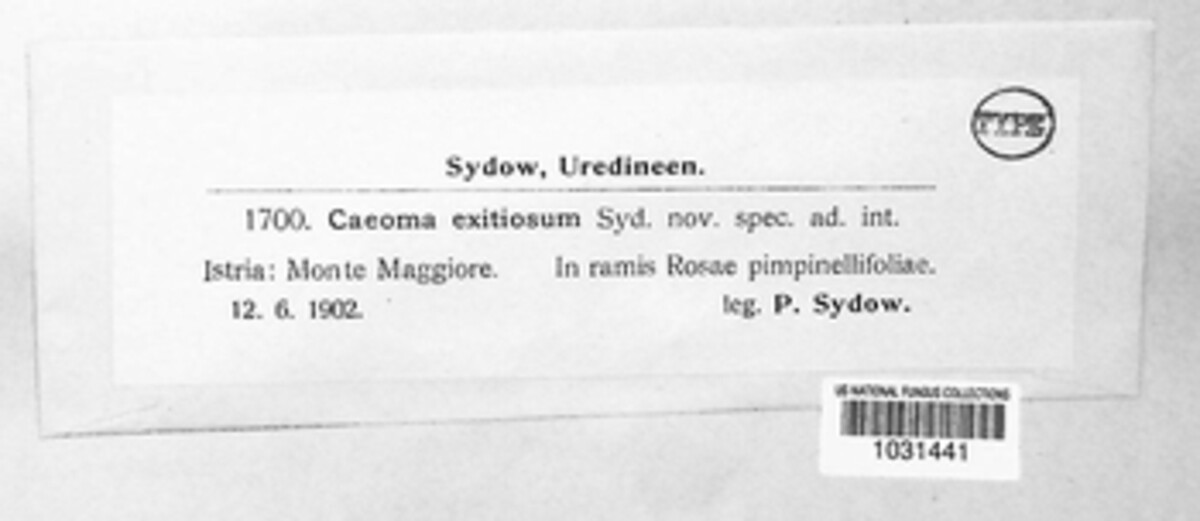 TYPE
Sydow, Uredineen.
1700. Caeoma exitiosum Syd. nov. spec. ad. int.
Istria: Monte Maggiore. In ramis Rosae pimpinellifoliae.
12. 6. 1902. leg. P. Sydow.
US NATIONAL FUNGUS COLLECTIONS
1031441